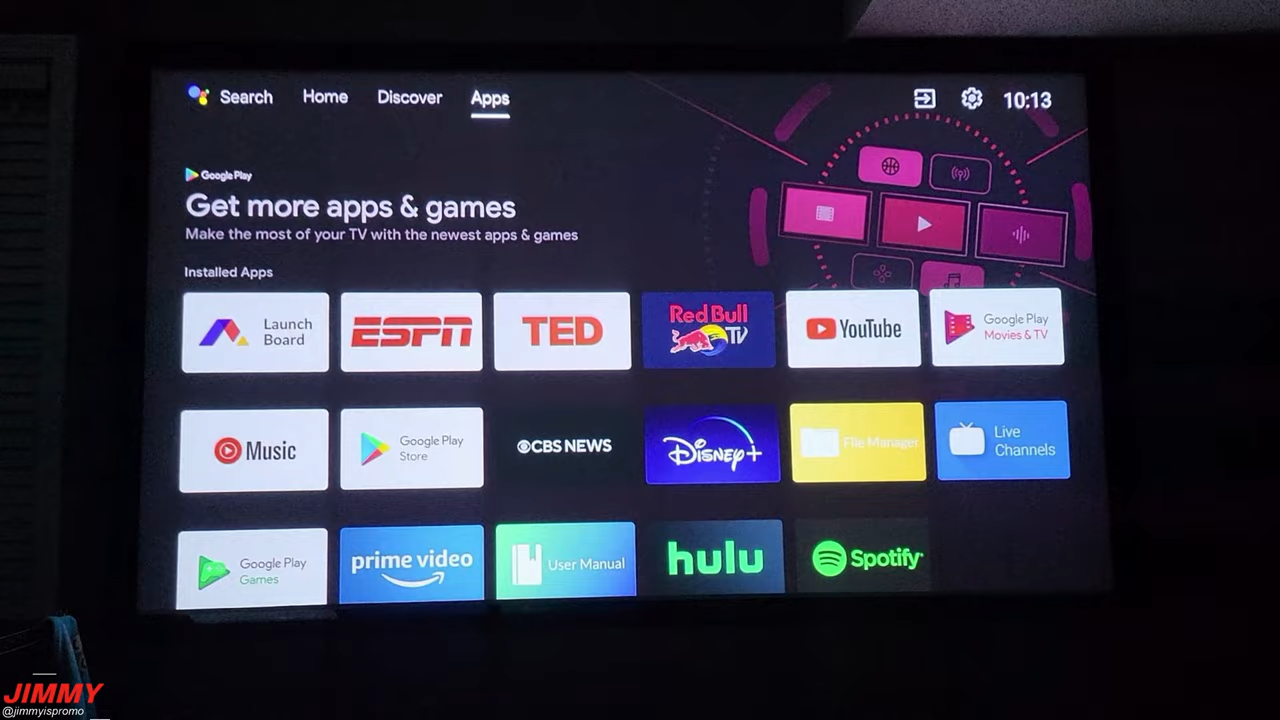 Search Home Discover Apps 10:13
Google Play
Get more apps & games
Make the most of your TV with the newest apps & games
Installed Apps
Launch
Board
ESPN
TED
Red Bull
TV
YouTube
Google Play
Movies & TV
Music
Google Play
Store
CBS NEWS
Disney+
File Manager
Live
Channels
Google Play
Games
prime video
User Manual
hulu
Spotify
JIMMY
@jimmyispromo